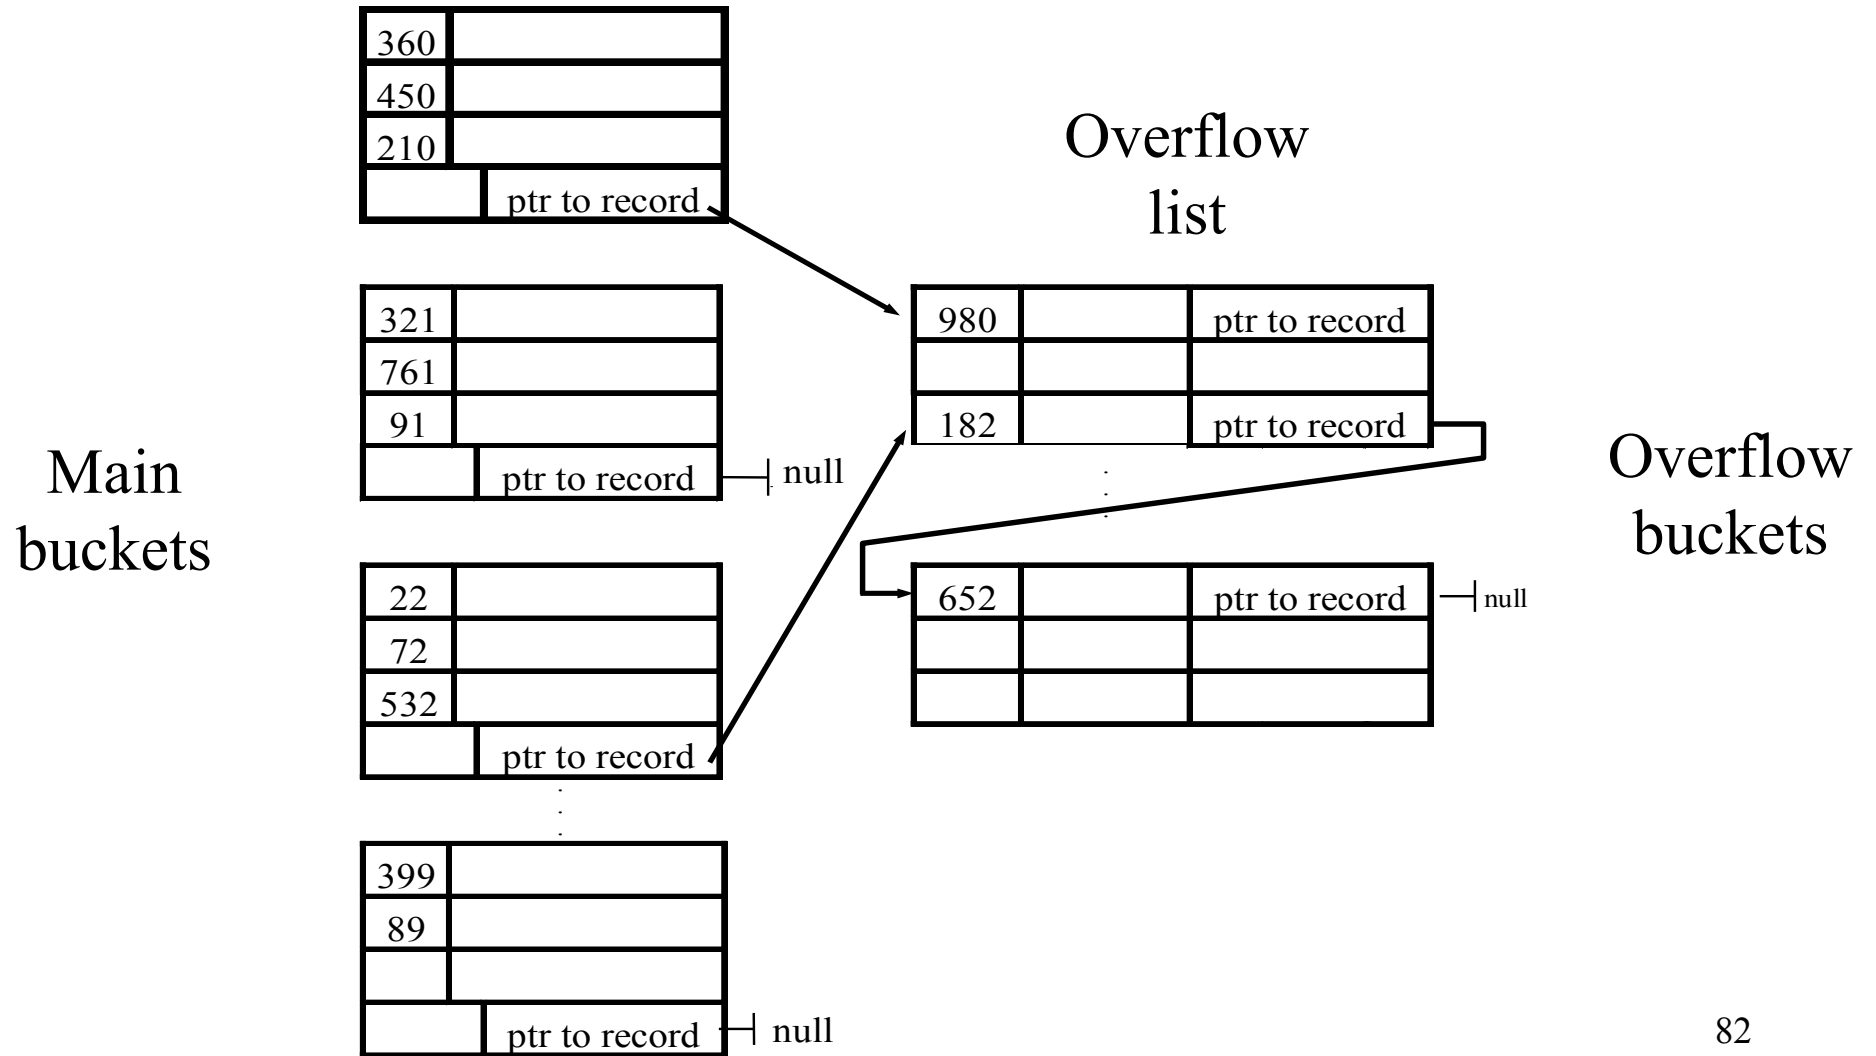 360
450
210
ptr to record
Overflow
list
321
761
91
ptr to record null
980 ptr to record
182 ptr to record
Main
buckets
Overflow
buckets
22
72
532
ptr to record
652 ptr to record null
399
89
ptr to record null
82